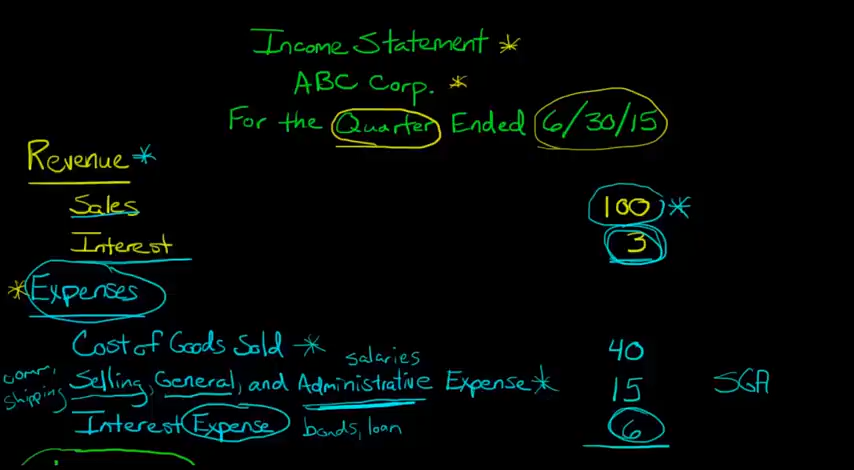 Income Statement *
ABC Corp. *
For the Quarter Ended 6/30/15
Revenue *
Sales 100 *
Interest 3
* Expenses
Cost of Goods Sold * 40
salaries
comm, Selling, General, and Administrative Expense * 15 SGA
shipping
Interest Expense bonds, loan 6